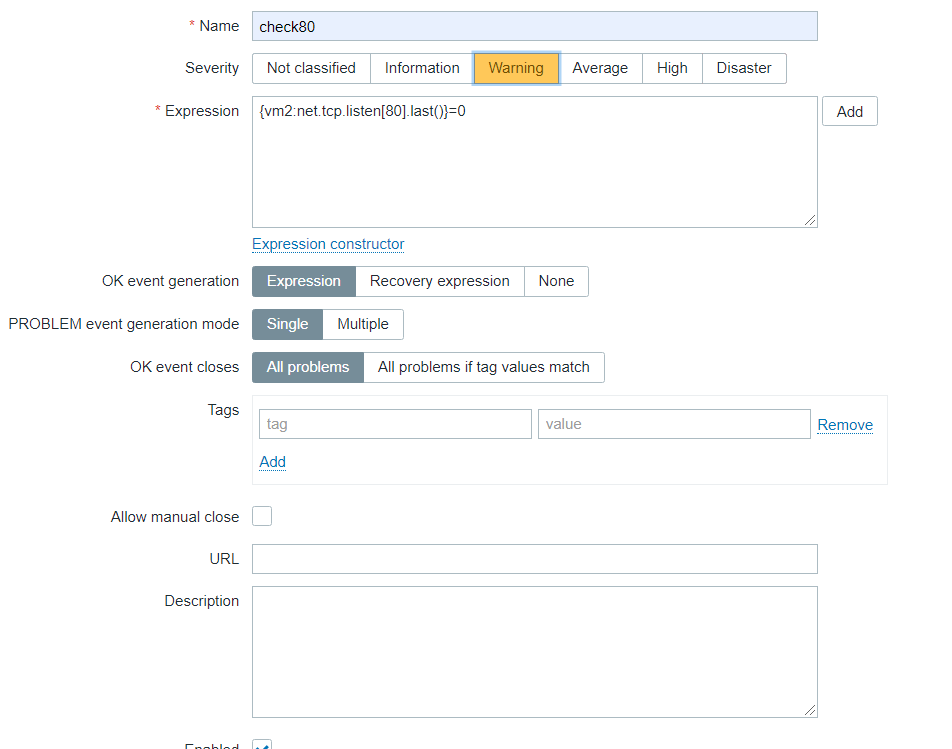 * Name check80
Severity Not classified Information Warning Average High Disaster
* Expression {vm2:net.tcp.listen[80].last()}=0 Add
Expression constructor
OK event generation Expression Recovery expression None
PROBLEM event generation mode Single Multiple
OK event closes All problems All problems if tag values match
Tags
tag value Remove
Add
Allow manual close
URL
Description
Enabled